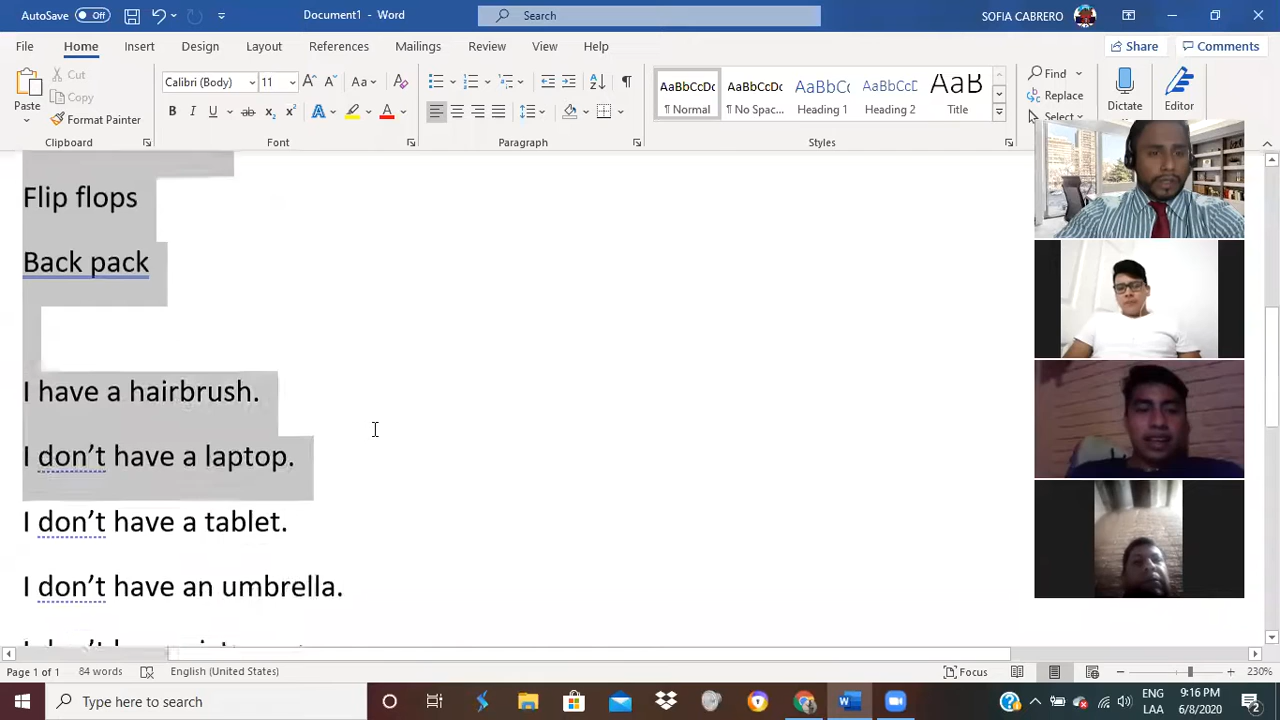 AutoSave Off Document1 - Word Search SOFIA CABRERO
File Home Insert Design Layout References Mailings Review View Help Share Comments
Paste Cut Copy Format Painter Clipboard
Calibri (Body) 11 Font
Paragraph
AaBbCcDc ¶ Normal
AaBbCcDc ¶ No Spac...
AaBbCc Heading 1
AaBbCcE Heading 2
AaB Title
Styles
Find Replace Select
Dictate Editor
Flip flops
Back pack
I have a hairbrush.
I don't have a laptop.
I don't have a tablet.
I don't have an umbrella.
Page 1 of 1 84 words English (United States) Focus 230%
Type here to search ENG LAA 9:16 PM 6/8/2020 2